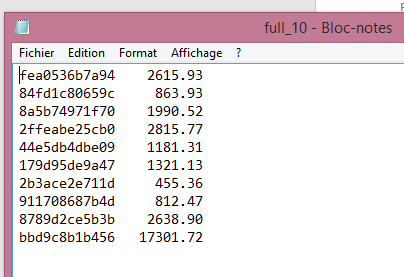 full_10 - Bloc-notes
Fichier Edition Format Affichage ?
fea0536b7a94 2615.93
84fd1c80659c 863.93
8a5b74971f70 1990.52
2ffeabe25cb0 2815.77
44e5db4dbe09 1181.31
179d95de9a47 1321.13
2b3ace2e711d 455.36
911708687b4d 812.47
8789d2ce5b3b 2638.90
bbd9c8b1b456 17301.72